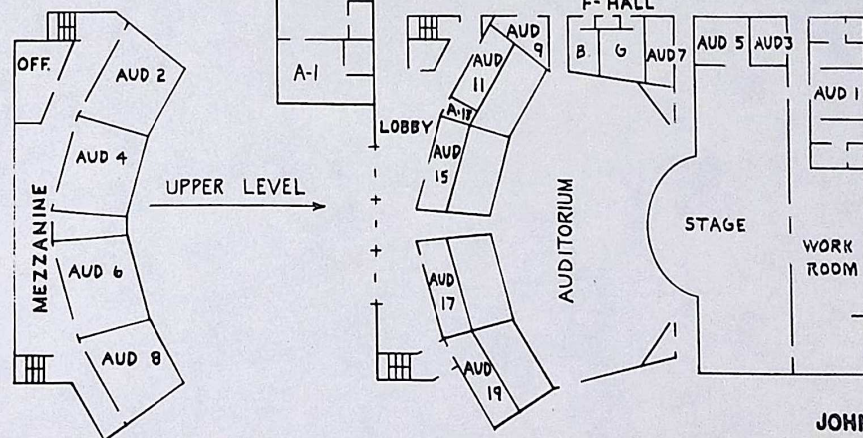 F- HALL
OFF.
AUD 2
A-1
AUD
9
B
G
AUD 7
AUD 5
AUD 3
AUD
11
AUD 1
LOBBY
AUD 4
AUD
15
UPPER LEVEL
MEZZANINE
AUDITORIUM
STAGE
WORK
ROOM
AUD 6
AUD
17
AUD 8
AUD
19